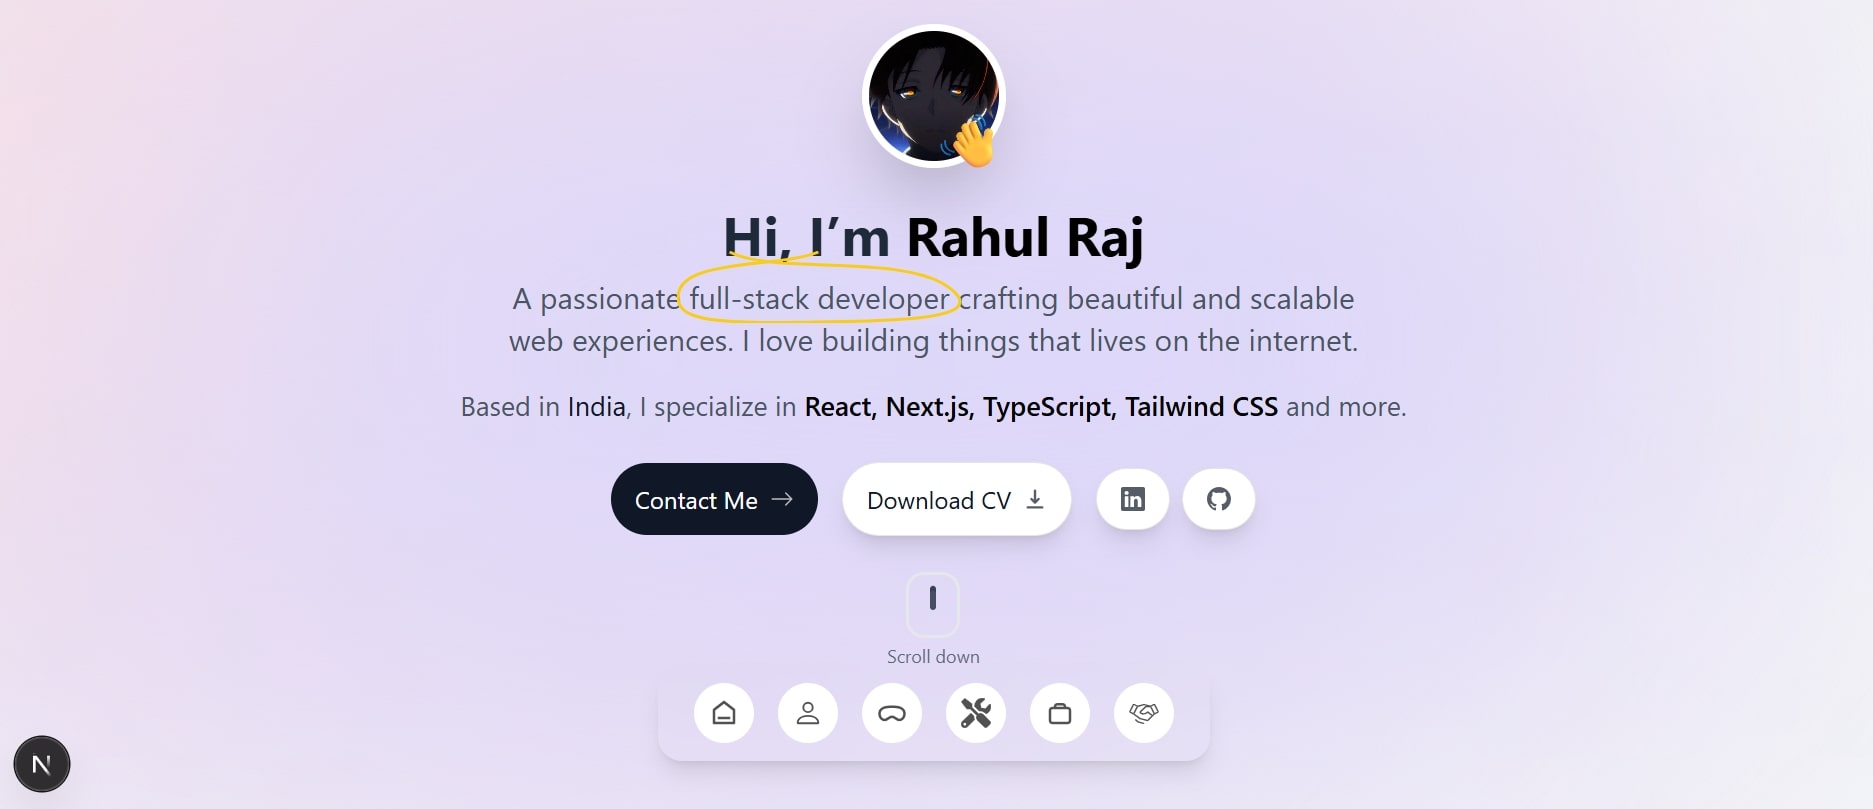 Hi, I’m Rahul Raj
A passionate full-stack developer crafting beautiful and scalable
web experiences. I love building things that lives on the internet.
Based in India, I specialize in React, Next.js, TypeScript, Tailwind CSS and more.
Contact Me
Download CV
in
Scroll down
N